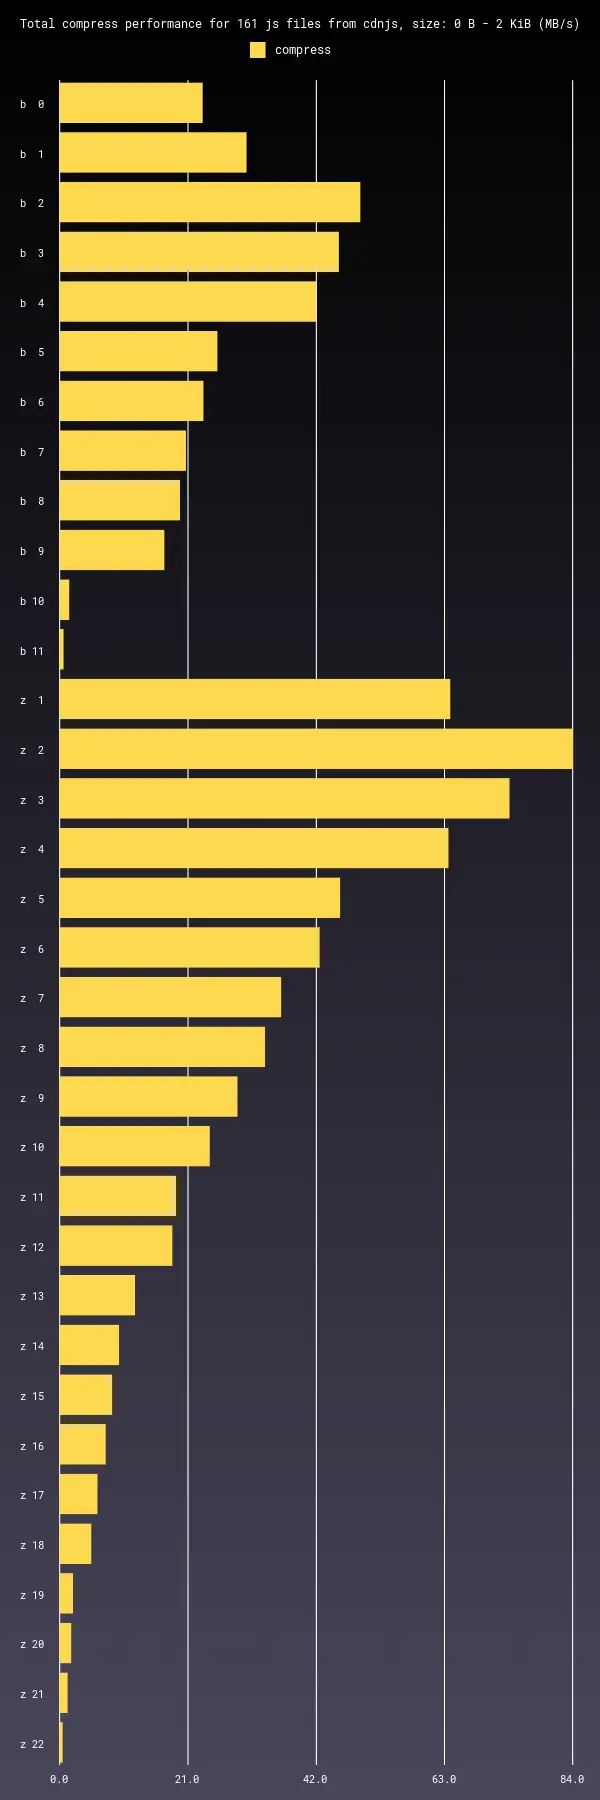 Total compress performance for 161 js files from cdnjs, size: 0 B - 2 KiB (MB/s)
compress
b 0
b 1
b 2
b 3
b 4
b 5
b 6
b 7
b 8
b 9
b 10
b 11
z 1
z 2
z 3
z 4
z 5
z 6
z 7
z 8
z 9
z 10
z 11
z 12
z 13
z 14
z 15
z 16
z 17
z 18
z 19
z 20
z 21
z 22
0.0 21.0 42.0 63.0 84.0